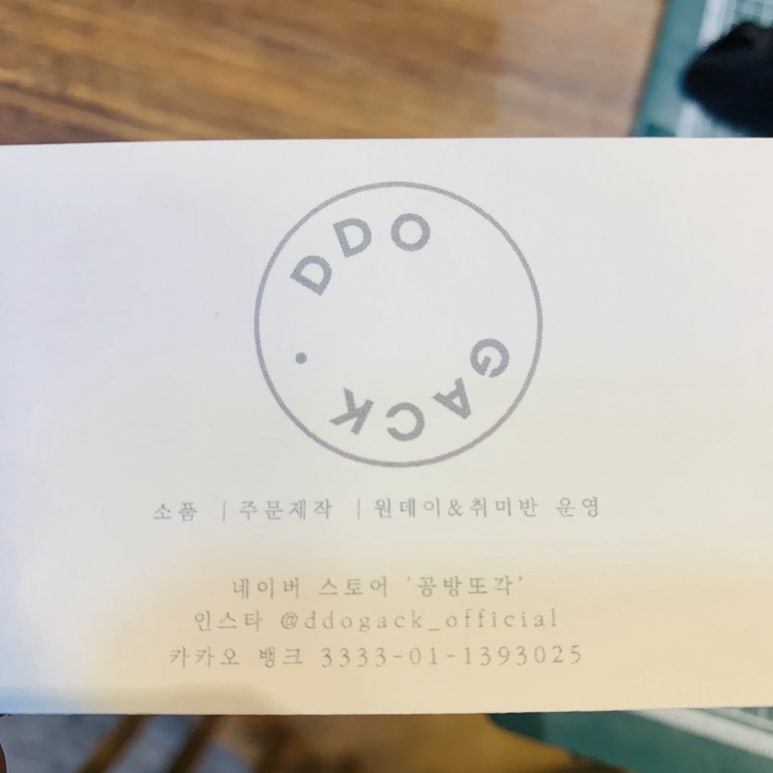 DDO GACK •
소품 | 주문제작 | 원데이&취미반 운영
네이버 스토어 '공방또각'
인스타 @ddogack_official
카카오 뱅크 3333-01-1393025